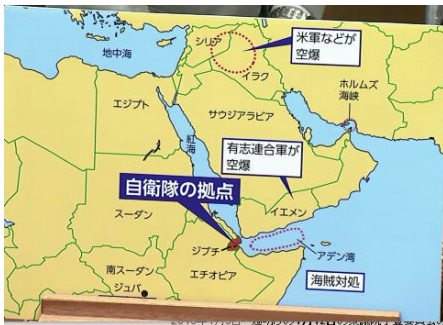 米軍などが
空爆
シリア
地中海
イラク
ホルムズ
海峡
エジプト
サウジアラビア
紅海
有志連合軍が
空爆
自衛隊の拠点
スーダン
イエメン
ジブチ
アデン湾
南スーダン
エチオピア
海賊対処
ジュバ